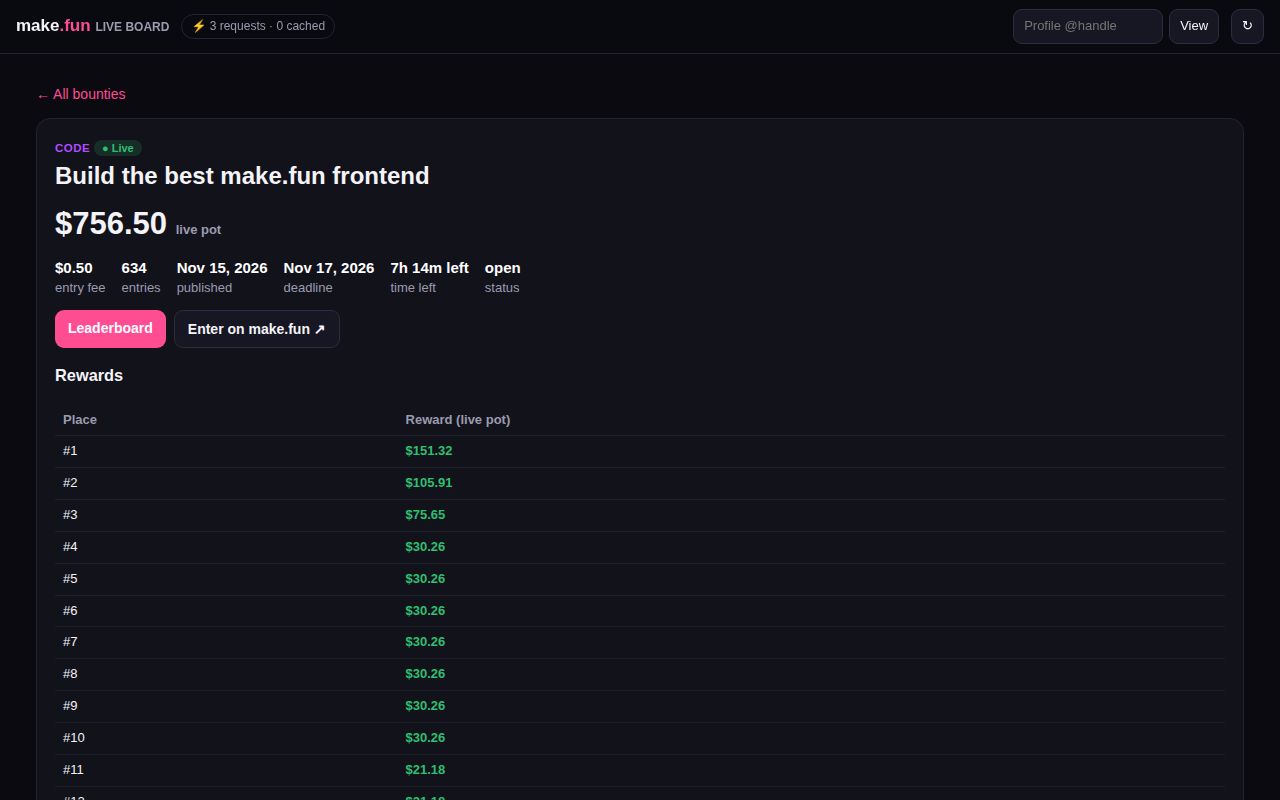 make.fun LIVE BOARD ⚡ 3 requests · 0 cached Profile @handle View ↻
← All bounties
CODE ● Live
Build the best make.fun frontend
$756.50 live pot
$0.50 634 Nov 15, 2026 Nov 17, 2026 7h 14m left open
entry fee entries published deadline time left status
Leaderboard Enter on make.fun ↗
Rewards
Place Reward (live pot)
#1 $151.32
#2 $105.91
#3 $75.65
#4 $30.26
#5 $30.26
#6 $30.26
#7 $30.26
#8 $30.26
#9 $30.26
#10 $30.26
#11 $21.18